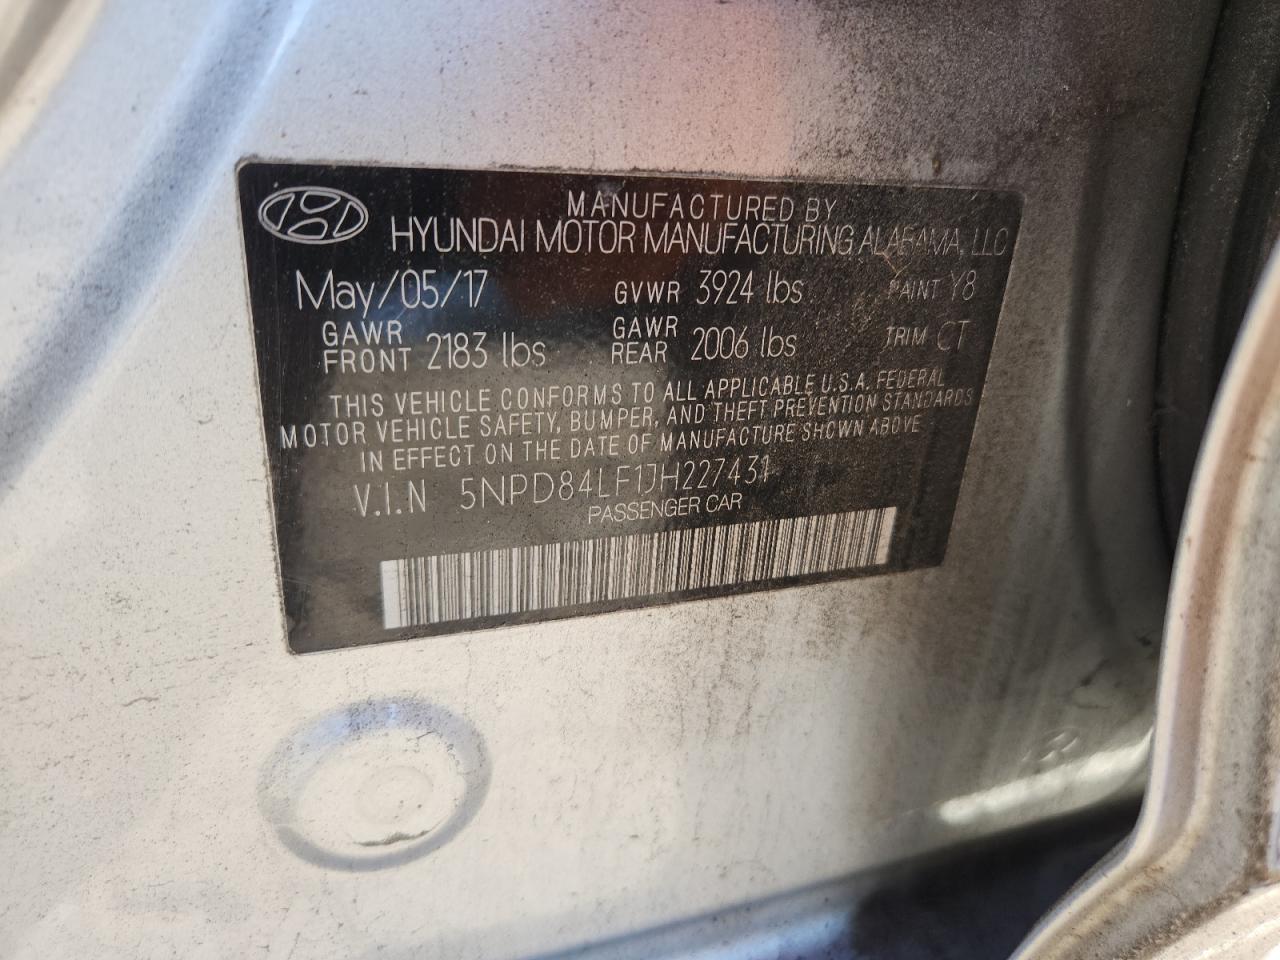 MANUFACTURED BY
HYUNDAI MOTOR MANUFACTURING ALABAMA, LLC
May/05/17 GVWR 3924 lbs PAINT Y8
GAWR FRONT 2183 lbs GAWR REAR 2006 lbs TRIM CT
THIS VEHICLE CONFORMS TO ALL APPLICABLE U.S.A. FEDERAL
MOTOR VEHICLE SAFETY, BUMPER, AND THEFT PREVENTION STANDARDS
IN EFFECT ON THE DATE OF MANUFACTURE SHOWN ABOVE
V.I.N 5NPD84LF1JH227431
PASSENGER CAR